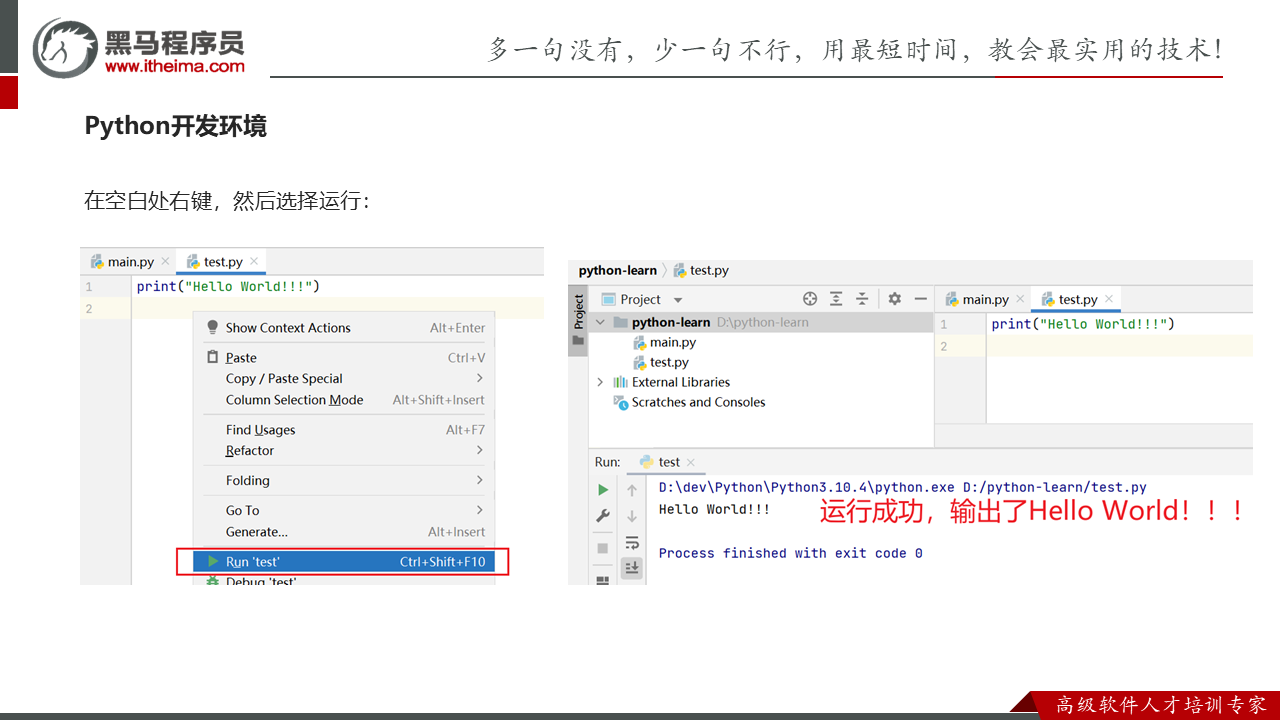 黑马程序员
www.itheima.com
多一句没有，少一句不行，用最短时间，教会最实用的技术！
Python开发环境
在空白处右键，然后选择运行：
main.py
test.py
1
print("Hello World!!!")
2
Show Context Actions Alt+Enter
Paste Ctrl+V
Copy / Paste Special
Column Selection Mode Alt+Shift+Insert
Find Usages Alt+F7
Refactor
Folding
Go To
Generate... Alt+Insert
Run 'test' Ctrl+Shift+F10
Debug 'test'
python-learn
test.py
Project
Project
main.py
test.py
python-learn D:\python-learn
main.py
test.py
External Libraries
Scratches and Consoles
1
print("Hello World!!!")
2
Run: test
D:\dev\Python\Python3.10.4\python.exe D:/python-learn/test.py
Hello World!!!
运行成功，输出了Hello World！！！
Process finished with exit code 0
高级软件人才培训专家